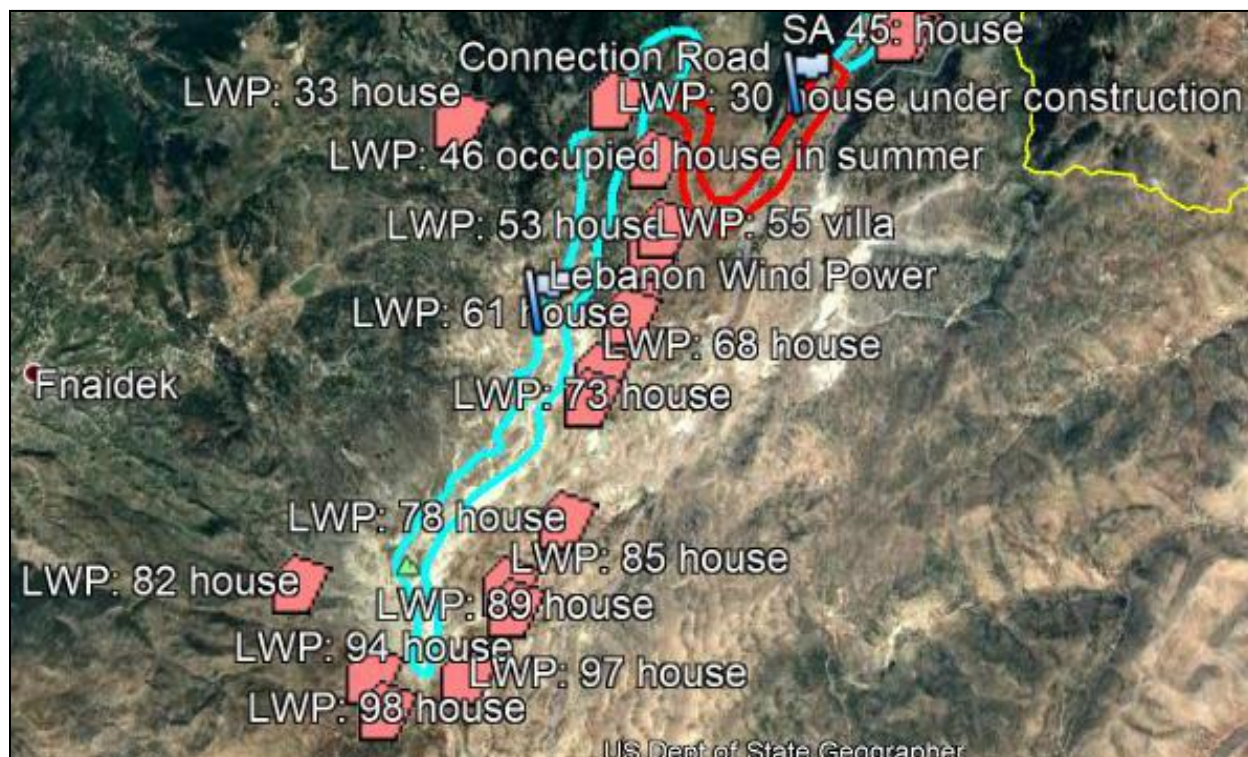 SA 45: house
Connection Road
LWP: 33 house
LWP: 30 house under construction
LWP: 46 occupied house in summer
LWP: 53 house
LWP: 55 villa
Lebanon Wind Power
LWP: 61 house
LWP: 68 house
Fnaidek
LWP: 73 house
LWP: 78 house
LWP: 85 house
LWP: 82 house
LWP: 89 house
LWP: 94 house
LWP: 97 house
LWP: 98 house
US Dept of State Geographer